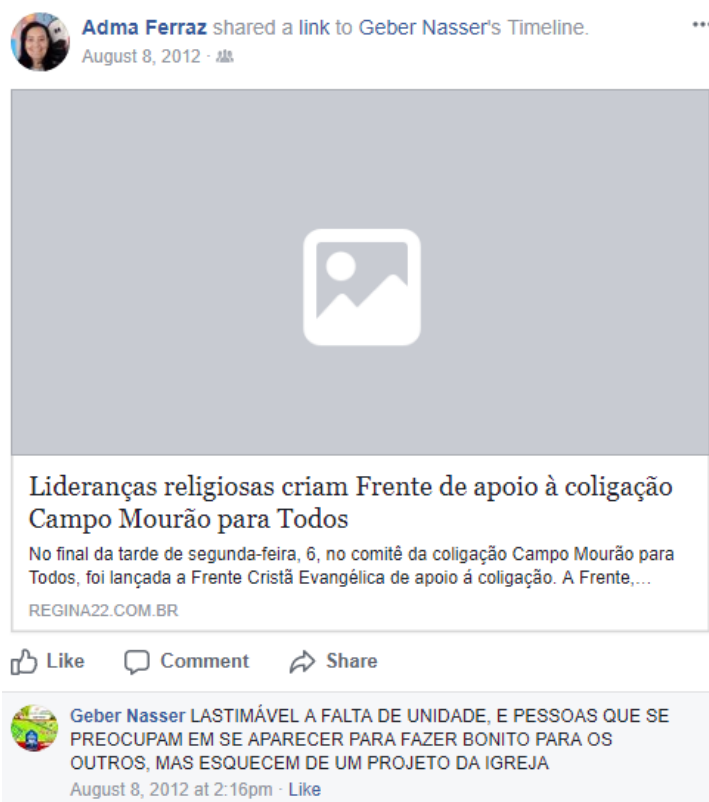 Adma Ferraz shared a link to Geber Nasser's Timeline.
August 8, 2012 ·
Lideranças religiosas criam Frente de apoio à coligação
Campo Mourão para Todos
No final da tarde de segunda-feira, 6, no comitê da coligação Campo Mourão para
Todos, foi lançada a Frente Cristã Evangélica de apoio á coligação. A Frente,...
REGINA22.COM.BR
Like Comment Share
Geber Nasser LASTIMÁVEL A FALTA DE UNIDADE, E PESSOAS QUE SE
PREOCUPAM EM SE APARECER PARA FAZER BONITO PARA OS
OUTROS, MAS ESQUECEM DE UM PROJETO DA IGREJA
August 8, 2012 at 2:16pm · Like